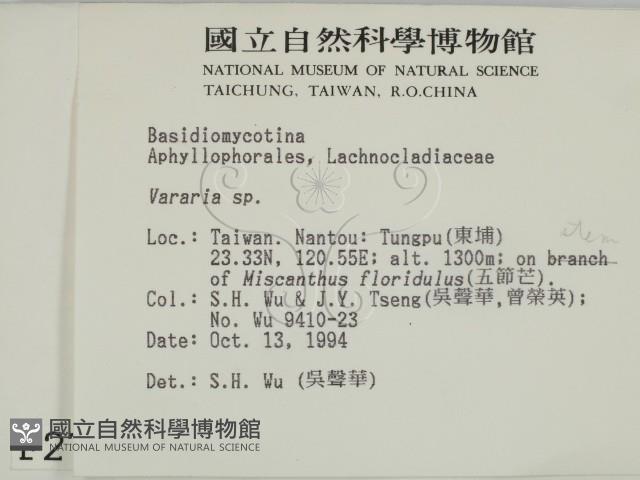 國立自然科學博物館
NATIONAL MUSEUM OF NATURAL SCIENCE
TAICHUNG, TAIWAN, R.O.CHINA
Basidiomycotina
Aphyllophorales, Lachnocladiaceae
Vararia sp.
Loc.: Taiwan. Nantou: Tungpu(東埔)
stem
23.33N, 120.55E; alt. 1300m; on branch
of Miscanthus floridulus(五節芒).
Col.: S.H. Wu & J.Y. Tseng(吳聲華,曾榮英);
No. Wu 9410-23
Date: Oct. 13, 1994
Det.: S.H. Wu (吳聲華)
國立自然科學博物館
NATIONAL MUSEUM OF NATURAL SCIENCE